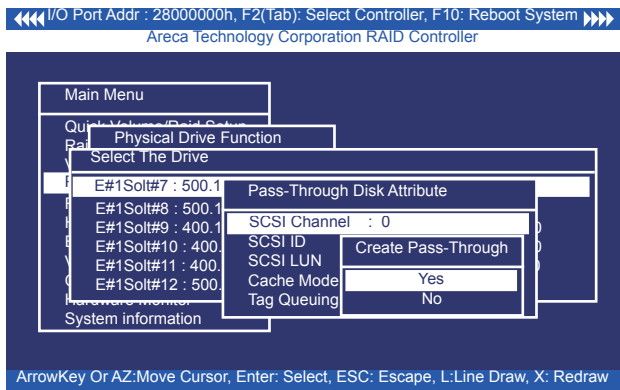 I/O Port Addr : 28000000h, F2(Tab): Select Controller, F10: Reboot System
Areca Technology Corporation RAID Controller
Main Menu
Physical Drive Function
Select The Drive
E#1Solt#7 : 500.1
E#1Solt#8 : 500.1
E#1Solt#9 : 400.1
E#1Solt#10 : 400.
E#1Solt#11 : 400.
E#1Solt#12 : 500.
Pass-Through Disk Attribute
SCSI Channel : 0
SCSI ID
SCSI LUN
Cache Mode
Tag Queuing
Create Pass-Through
Yes
No
Hardware Monitor
System information
ArrowKey Or AZ:Move Cursor, Enter: Select, ESC: Escape, L:Line Draw, X: Redraw